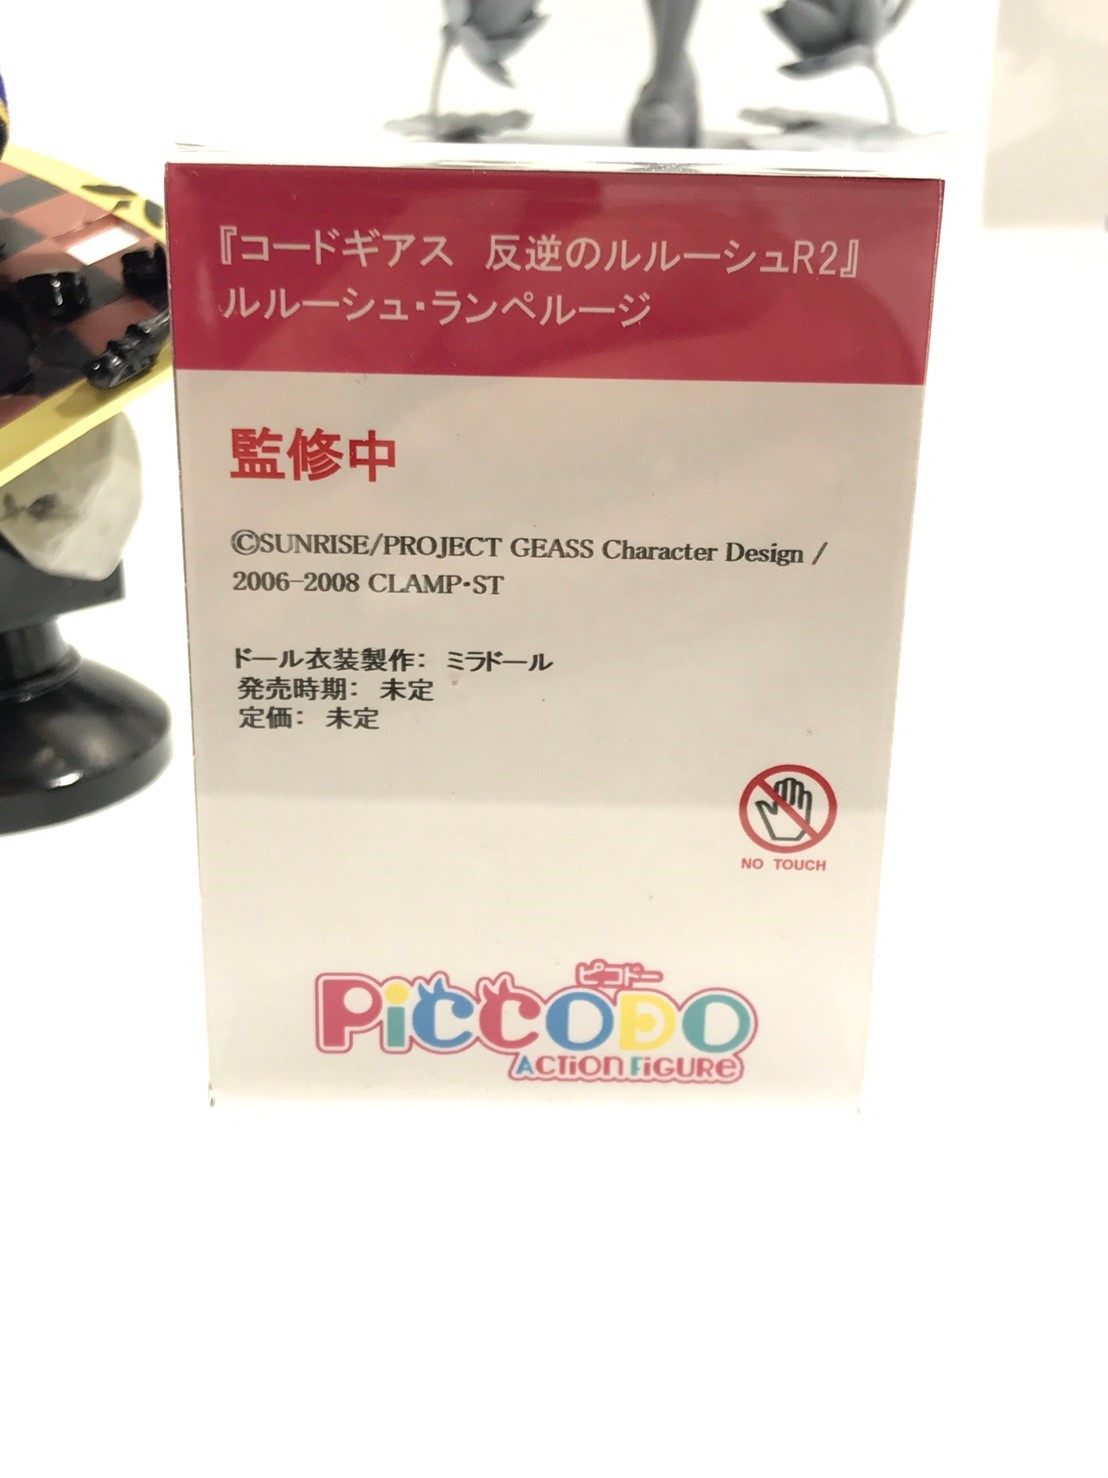 『コードギアス 反逆のルルーシュR2』
ルルーシュ・ランペルージ
監修中
©SUNRISE/PROJECT GEASS Character Design /
2006-2008 CLAMP・ST
ドール衣装製作： ミラドール
発売時期： 未定
定価： 未定
NO TOUCH
ピコドー
PiCCODO
ACTION FiGURe